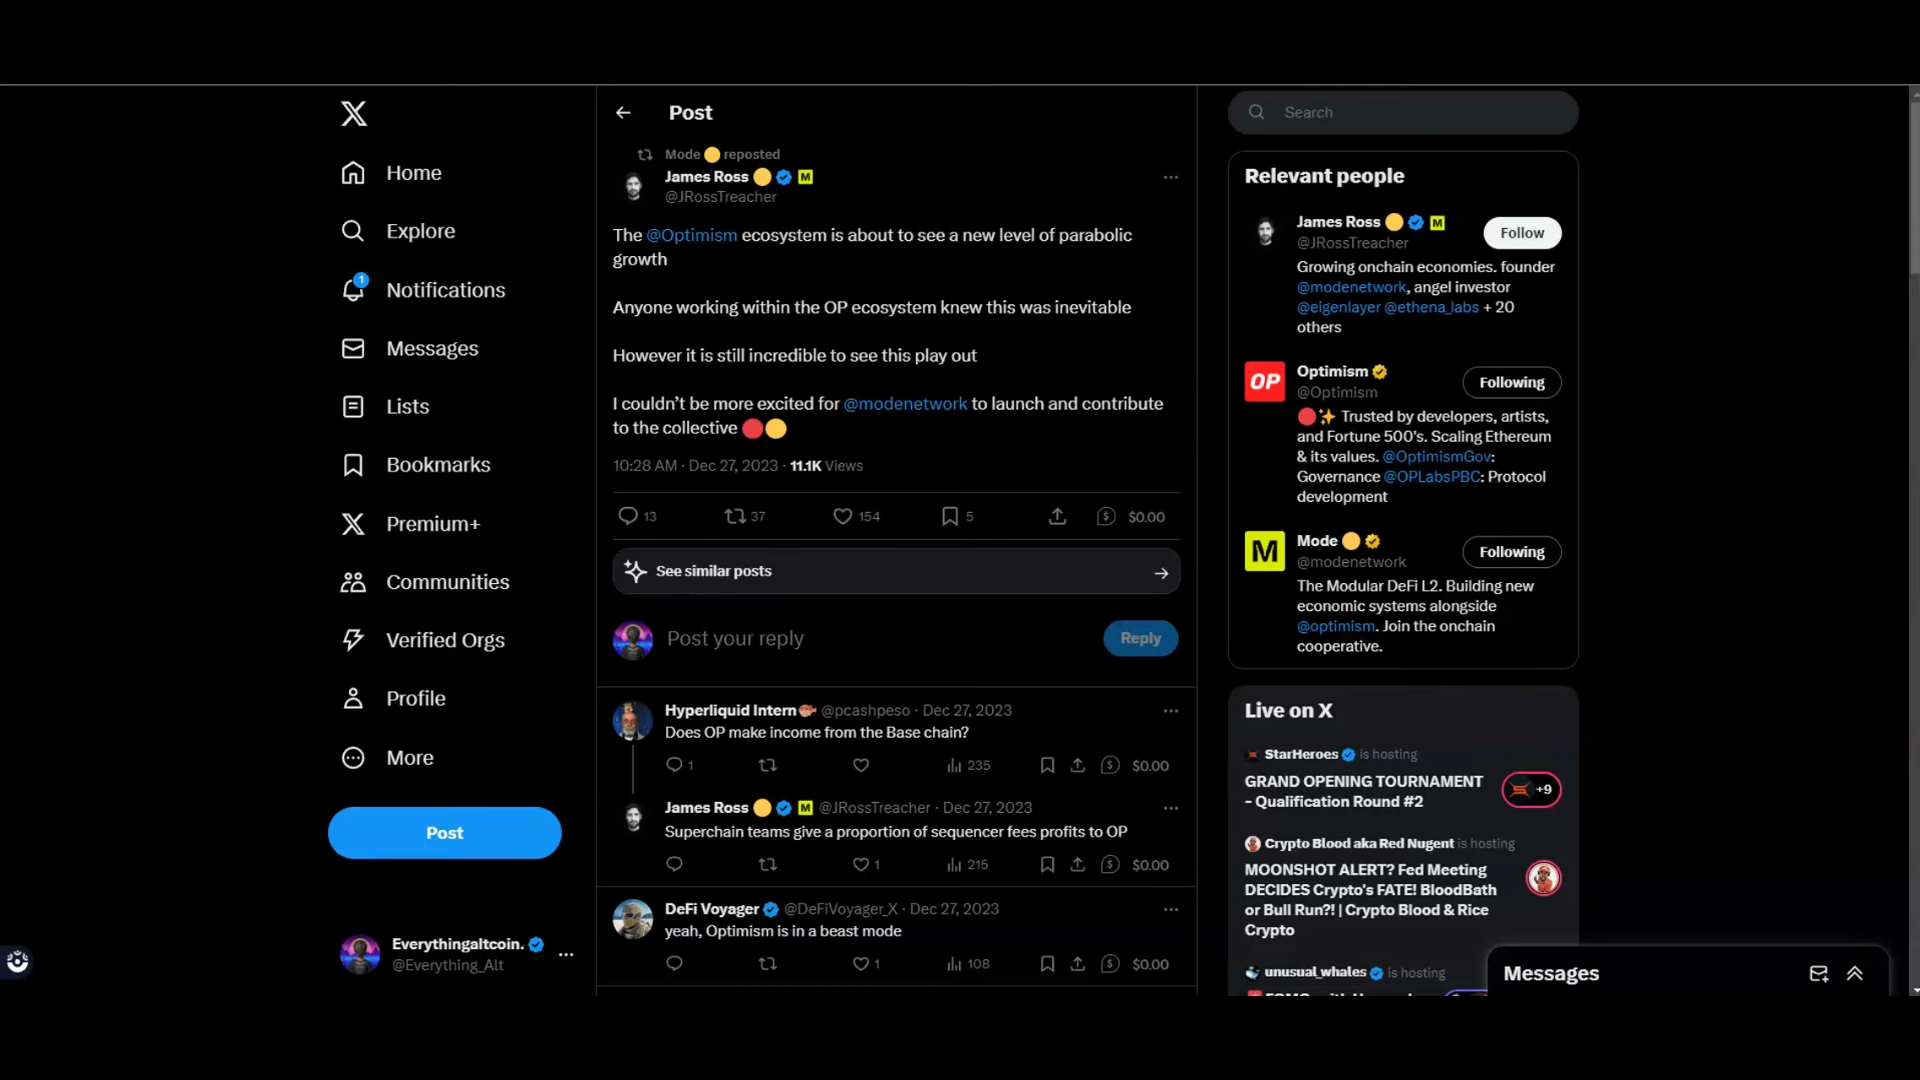 Home
Explore
1
Notifications
Messages
Lists
Bookmarks
Premium+
Communities
Verified Orgs
Profile
More
Post
Everythingaltcoin.
@Everything_Alt
Post
Mode reposted
James Ross M
@JRossTreacher
The @Optimism ecosystem is about to see a new level of parabolic
growth
Anyone working within the OP ecosystem knew this was inevitable
However it is still incredible to see this play out
I couldn’t be more excited for @modenetwork to launch and contribute
to the collective
10:28 AM · Dec 27, 2023 · 11.1K Views
13 37 154 5 $0.00
See similar posts
Post your reply
Reply
Hyperliquid Intern @pcashpeso · Dec 27, 2023
Does OP make income from the Base chain?
1 235 $0.00
James Ross M @JRossTreacher · Dec 27, 2023
Superchain teams give a proportion of sequencer fees profits to OP
1 215 $0.00
DeFi Voyager @DeFiVoyager_X · Dec 27, 2023
yeah, Optimism is in a beast mode
1 108 $0.00
Search
Relevant people
James Ross M
@JRossTreacher
Follow
Growing onchain economies. founder
@modenetwork, angel investor
@eigenlayer @ethena_labs + 20
others
OP
Optimism
@Optimism
Following
Trusted by developers, artists,
and Fortune 500's. Scaling Ethereum
& its values. @OptimismGov:
Governance @OPLabsPBC: Protocol
development
M
Mode
@modenetwork
Following
The Modular DeFi L2. Building new
economic systems alongside
@optimism. Join the onchain
cooperative.
Live on X
StarHeroes is hosting
GRAND OPENING TOURNAMENT
- Qualification Round #2
+9
Crypto Blood aka Red Nugent is hosting
MOONSHOT ALERT? Fed Meeting
DECIDES Crypto's FATE! BloodBath
or Bull Run?! | Crypto Blood & Rice
Crypto
unusual_whales is hosting
Messages